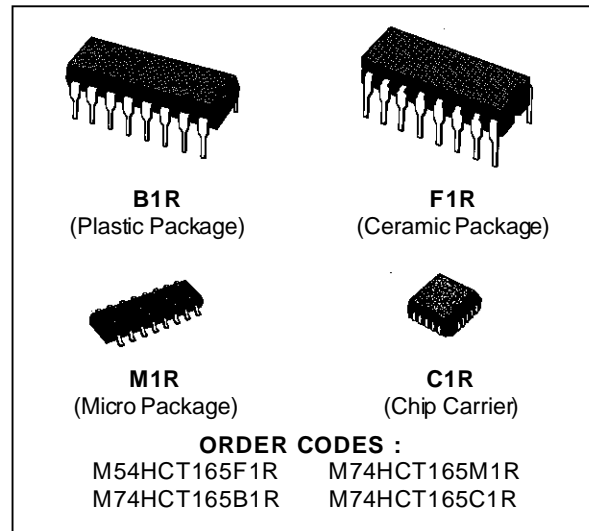 B1R
(Plastic Package)
F1R
(Ceramic Package)
M1R
(Micro Package)
C1R
(Chip Carrier)
ORDER CODES :
M54HCT165F1R M74HCT165M1R
M74HCT165B1R M74HCT165C1R